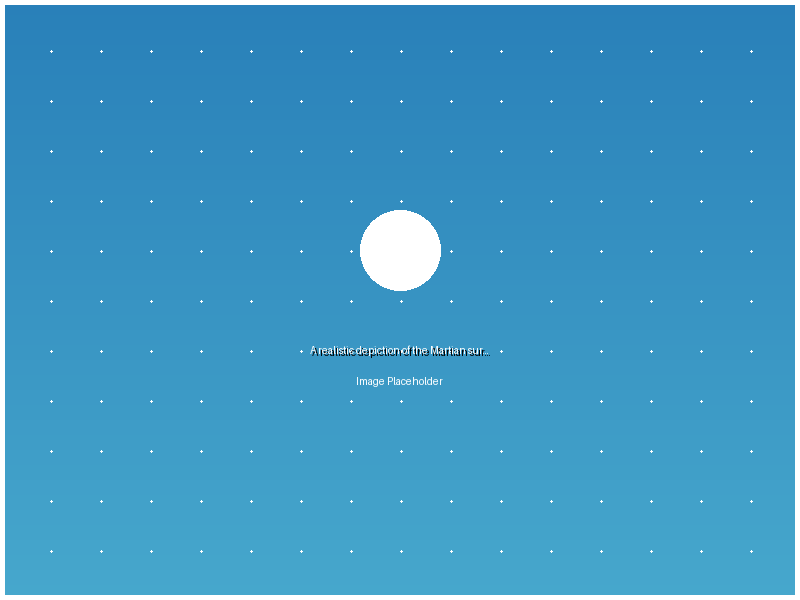 A realistic depiction of the Martian sur...
Image Placeholder